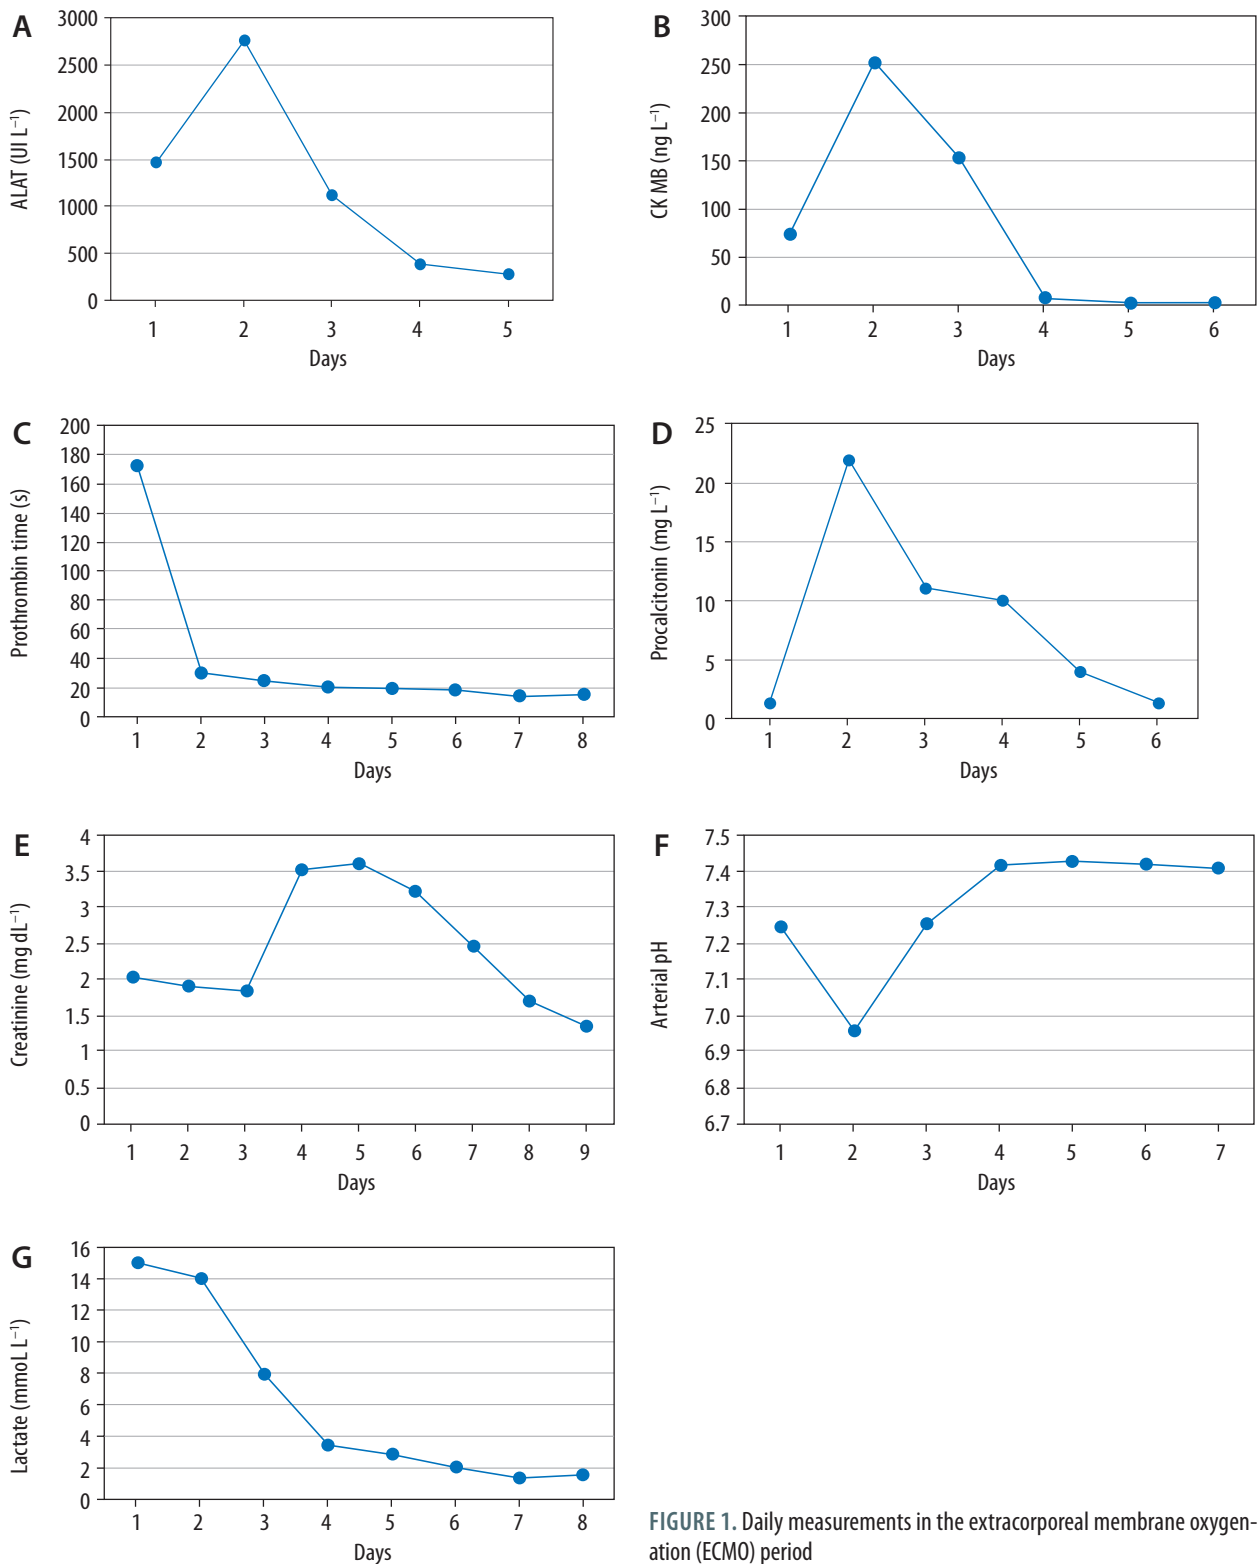 A
ALAT (UI L⁻¹)
3000
2500
2000
1500
1000
500
0
1 2 3 4 5
Days
B
CK MB (ng L⁻¹)
300
250
200
150
100
50
0
1 2 3 4 5 6
Days
C
Prothrombin time (s)
200
180
160
140
120
100
80
60
40
20
0
1 2 3 4 5 6 7 8
Days
D
Procalcitonin (mg L⁻¹)
25
20
15
10
5
0
1 2 3 4 5 6
Days
E
Creatinine (mg dL⁻¹)
4
3.5
3
2.5
2
1.5
1
0.5
0
1 2 3 4 5 6 7 8 9
Days
F
Arterial pH
7.5
7.4
7.3
7.2
7.1
7.0
6.9
6.8
6.7
1 2 3 4 5 6 7
Days
G
Lactate (mmoL L⁻¹)
16
14
12
10
8
6
4
2
0
1 2 3 4 5 6 7 8
Days
FIGURE 1. Daily measurements in the extracorporeal membrane oxygen-
ation (ECMO) period